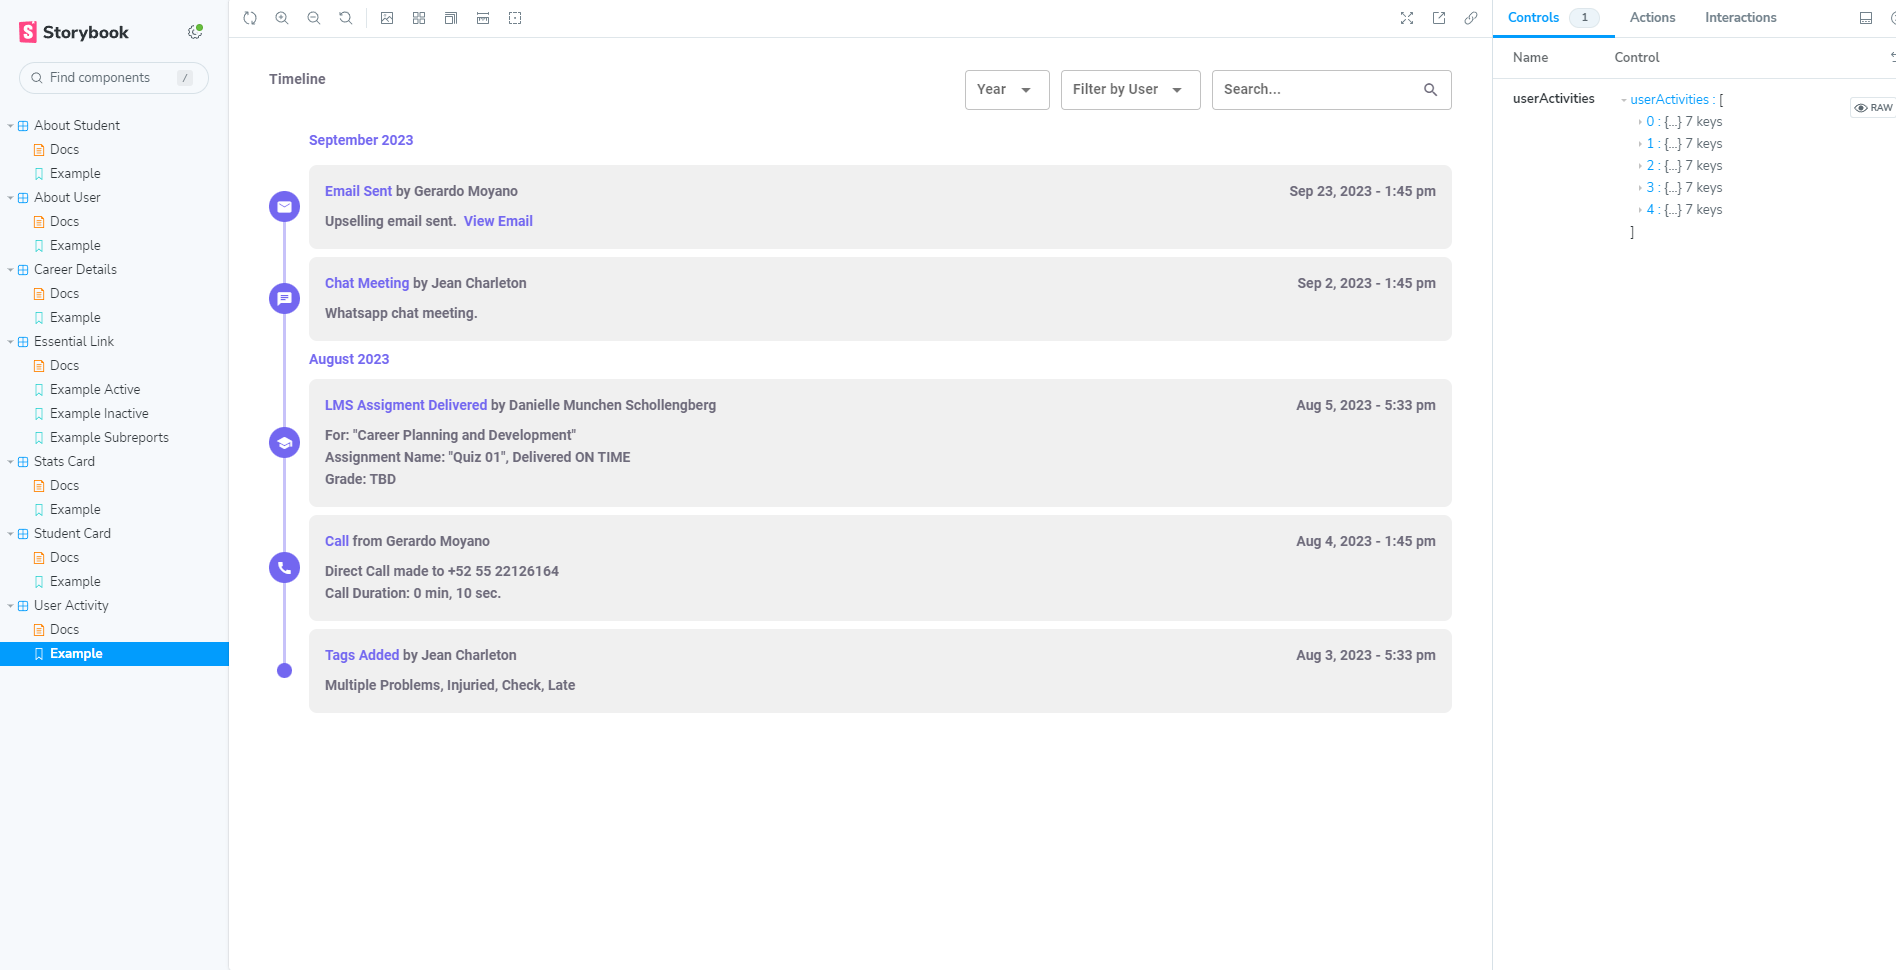 Storybook
Find components /
About Student
Docs
Example
About User
Docs
Example
Career Details
Docs
Example
Essential Link
Docs
Example Active
Example Inactive
Example Subreports
Stats Card
Docs
Example
Student Card
Docs
Example
User Activity
Docs
Example
Timeline
Year
Filter by User
Search...
September 2023
Email Sent by Gerardo Moyano Sep 23, 2023 - 1:45 pm
Upselling email sent. View Email
Chat Meeting by Jean Charleton Sep 2, 2023 - 1:45 pm
Whatsapp chat meeting.
August 2023
LMS Assigment Delivered by Danielle Munchen Schollengberg Aug 5, 2023 - 5:33 pm
For: "Career Planning and Development"
Assignment Name: "Quiz 01", Delivered ON TIME
Grade: TBD
Call from Gerardo Moyano Aug 4, 2023 - 1:45 pm
Direct Call made to +52 55 22126164
Call Duration: 0 min, 10 sec.
Tags Added by Jean Charleton Aug 3, 2023 - 5:33 pm
Multiple Problems, Injuried, Check, Late
Controls 1 Actions Interactions
Name Control
userActivities userActivities : [
RAW
0 : {...} 7 keys
1 : {...} 7 keys
2 : {...} 7 keys
3 : {...} 7 keys
4 : {...} 7 keys
]